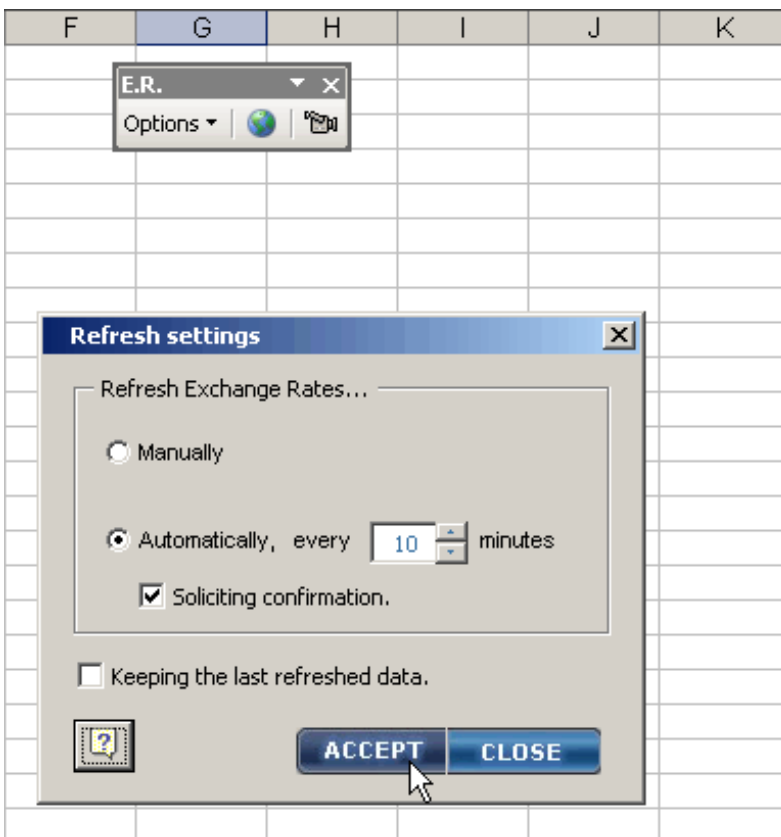 F G H I J K
E.R.
Options
Refresh settings
Refresh Exchange Rates...
Manually
Automatically, every 10 minutes
Soliciting confirmation.
Keeping the last refreshed data.
? ACCEPT CLOSE